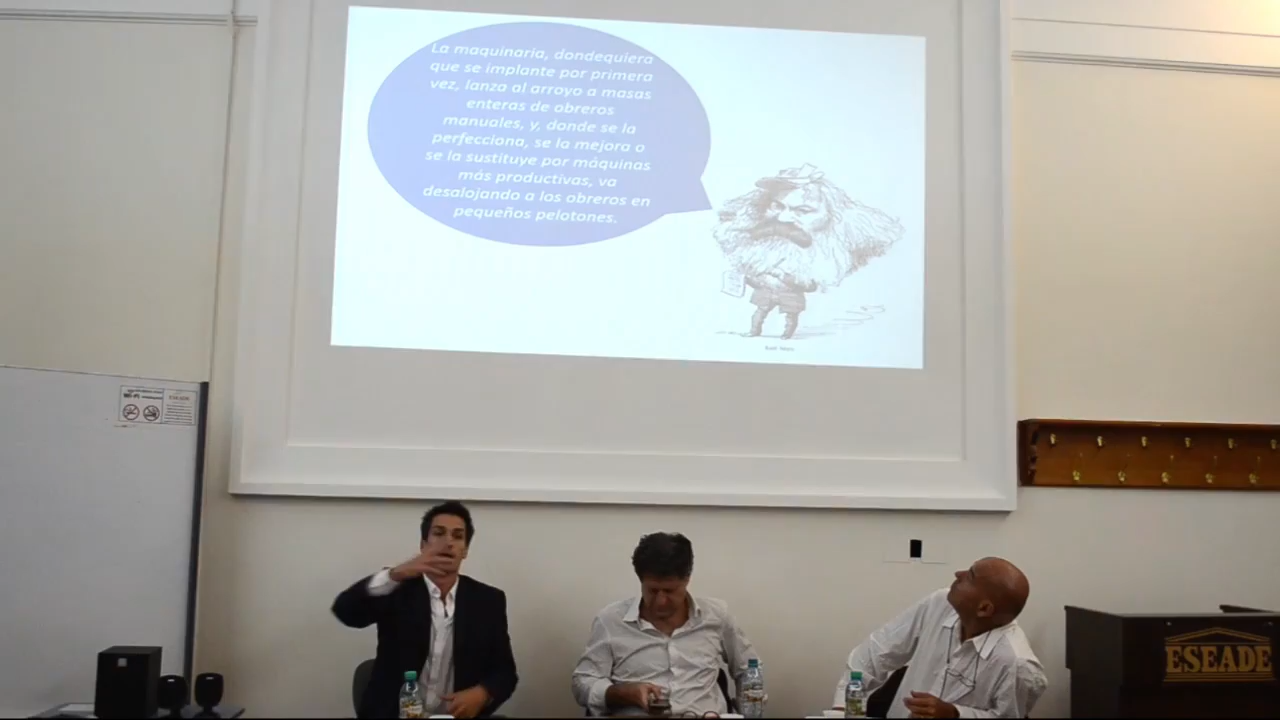 La maquinaria, dondequiera
que se implante por primera
vez, lanza al arroyo a masas
enteras de obreros
manuales, y, donde se la
perfecciona, se la mejora o
se la sustituye por máquinas
más productivas, va
desalojando a los obreros en
pequeños pelotones.
WI-FI
ESEADE